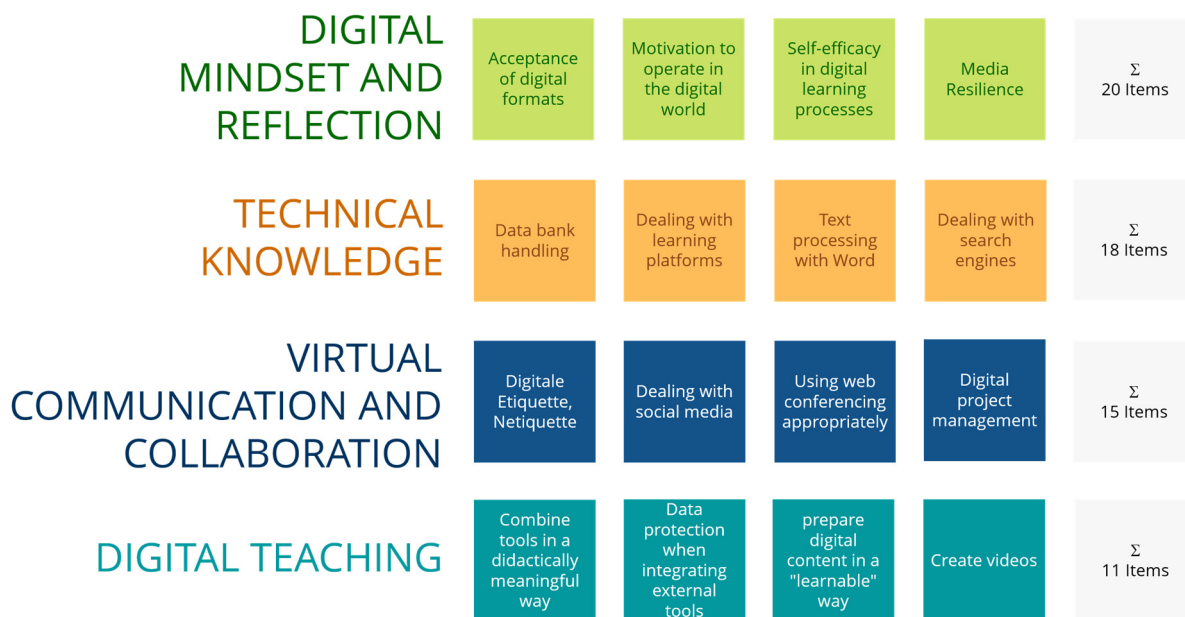 DIGITAL
MINDSET AND
REFLECTION
Acceptance
of digital
formats
Motivation to
operate in
the digital
world
Self-efficacy
in digital
learning
processes
Media
Resilience
Σ
20 Items
TECHNICAL
KNOWLEDGE
Data bank
handling
Dealing with
learning
platforms
Text
processing
with Word
Dealing with
search
engines
Σ
18 Items
VIRTUAL
COMMUNICATION AND
COLLABORATION
Digitale
Etiquette,
Netiquette
Dealing with
social media
Using web
conferencing
appropriately
Digital
project
management
Σ
15 Items
DIGITAL TEACHING
Combine
tools in a
didactically
meaningful
way
Data
protection
when
integrating
external
tools
prepare
digital
content in a
"learnable"
way
Create videos
Σ
11 Items